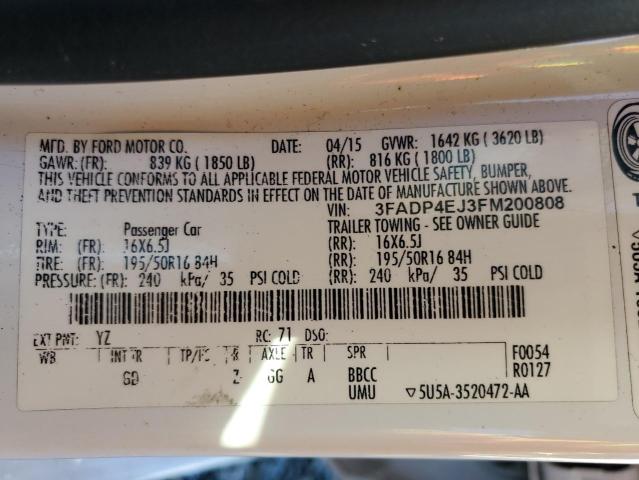 MFD. BY FORD MOTOR CO. DATE: 04/15 GVWR: 1642 KG ( 3620 LB)
GAWR: (FR): 839 KG ( 1850 LB) (RR): 816 KG ( 1800 LB)
THIS VEHICLE CONFORMS TO ALL APPLICABLE FEDERAL MOTOR VEHICLE SAFETY, BUMPER,
AND THEFT PREVENTION STANDARDS IN EFFECT ON THE DATE OF MANUFACTURE SHOWN ABOVE.
VIN: 3FADP4EJ3FM200808
TYPE: Passenger Car TRAILER TOWING - SEE OWNER GUIDE
RIM: (FR): 16X6.5J (RR): 16X6.5J
TIRE: (FR): 195/50R16 84H (RR): 195/50R16 84H
PRESSURE: (FR): 240 kPa/ 35 PSI COLD (RR): 240 kPa/ 35 PSI COLD
EXT PNT: YZ RC: 71 DSO:
WB INT TR TP/PS R AXLE TR SPR F0054
GD GG A BBCC R0127
UMU ▽5U5A-3520472-AA